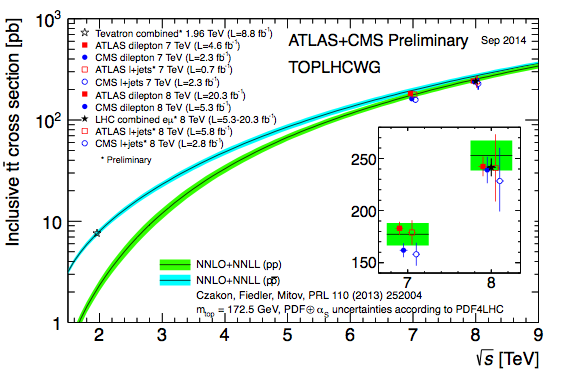 Inclusive tt̄ cross section [pb]
10³
10²
10
1
Tevatron combined* 1.96 TeV (L=8.8 fb⁻¹)
ATLAS dilepton 7 TeV (L=4.6 fb⁻¹)
CMS dilepton 7 TeV (L=2.3 fb⁻¹)
ATLAS l+jets* 7 TeV (L=0.7 fb⁻¹)
CMS l+jets 7 TeV (L=2.3 fb⁻¹)
ATLAS dilepton 8 TeV (L=20.3 fb⁻¹)
CMS dilepton 8 TeV (L=5.3 fb⁻¹)
LHC combined eμ* 8 TeV (L=5.3-20.3 fb⁻¹)
ATLAS l+jets* 8 TeV (L=5.8 fb⁻¹)
CMS l+jets* 8 TeV (L=2.8 fb⁻¹)
* Preliminary
ATLAS+CMS Preliminary Sep 2014
TOPLHCWG
250
200
150
7 8
NNLO+NNLL (pp)
NNLO+NNLL (pp̄)
Czakon, Fiedler, Mitov, PRL 110 (2013) 252004
m_top = 172.5 GeV, PDF⊕α_S uncertainties according to PDF4LHC
2 3 4 5 6 7 8 9
√s [TeV]